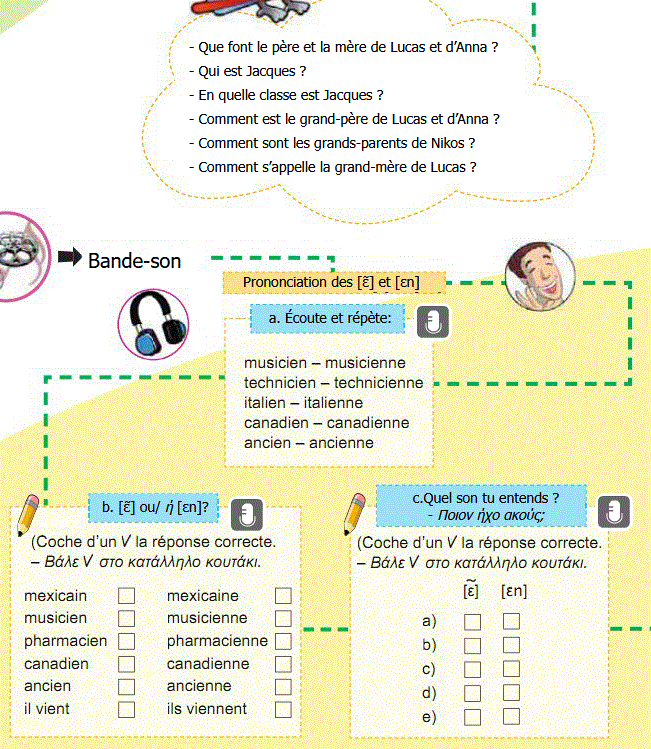 - Que font le père et la mère de Lucas et d'Anna ?
- Qui est Jacques ?
- En quelle classe est Jacques ?
- Comment est le grand-père de Lucas et d'Anna ?
- Comment sont les grands-parents de Nikos ?
- Comment s'appelle la grand-mère de Lucas ?
Bande-son
Prononciation des [ɛ̃] et [ɛn]
a. Écoute et répète:
musicien – musicienne
technicien – technicienne
italien – italienne
canadien – canadienne
ancien – ancienne
b. [ɛ̃] ou/ ή [ɛn]?
(Coche d'un V la réponse correcte.
– Βάλε V στο κατάλληλο κουτάκι.
mexicain mexicaine
musicien musicienne
pharmacien pharmacienne
canadien canadienne
ancien ancienne
il vient ils viennent
c.Quel son tu entends ?
- Ποιον ήχο ακούς;
(Coche d'un V la réponse correcte.
– Βάλε V στο κατάλληλο κουτάκι.
[ɛ̃] [ɛn]
a)
b)
c)
d)
e)